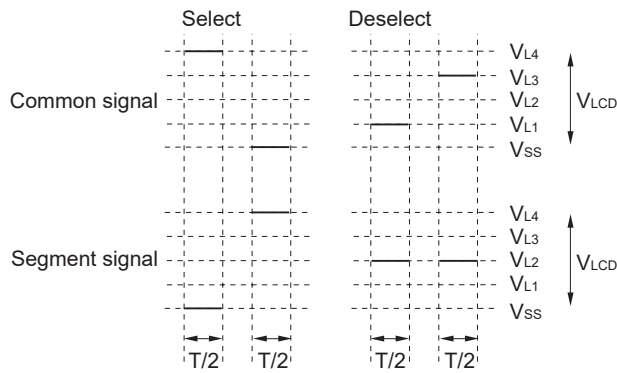 Select Deselect
VL4
VL3
Common signal VL2 VLCD
VL1
VSS
VL4
VL3
Segment signal VL2 VLCD
VL1
VSS
T/2 T/2 T/2 T/2